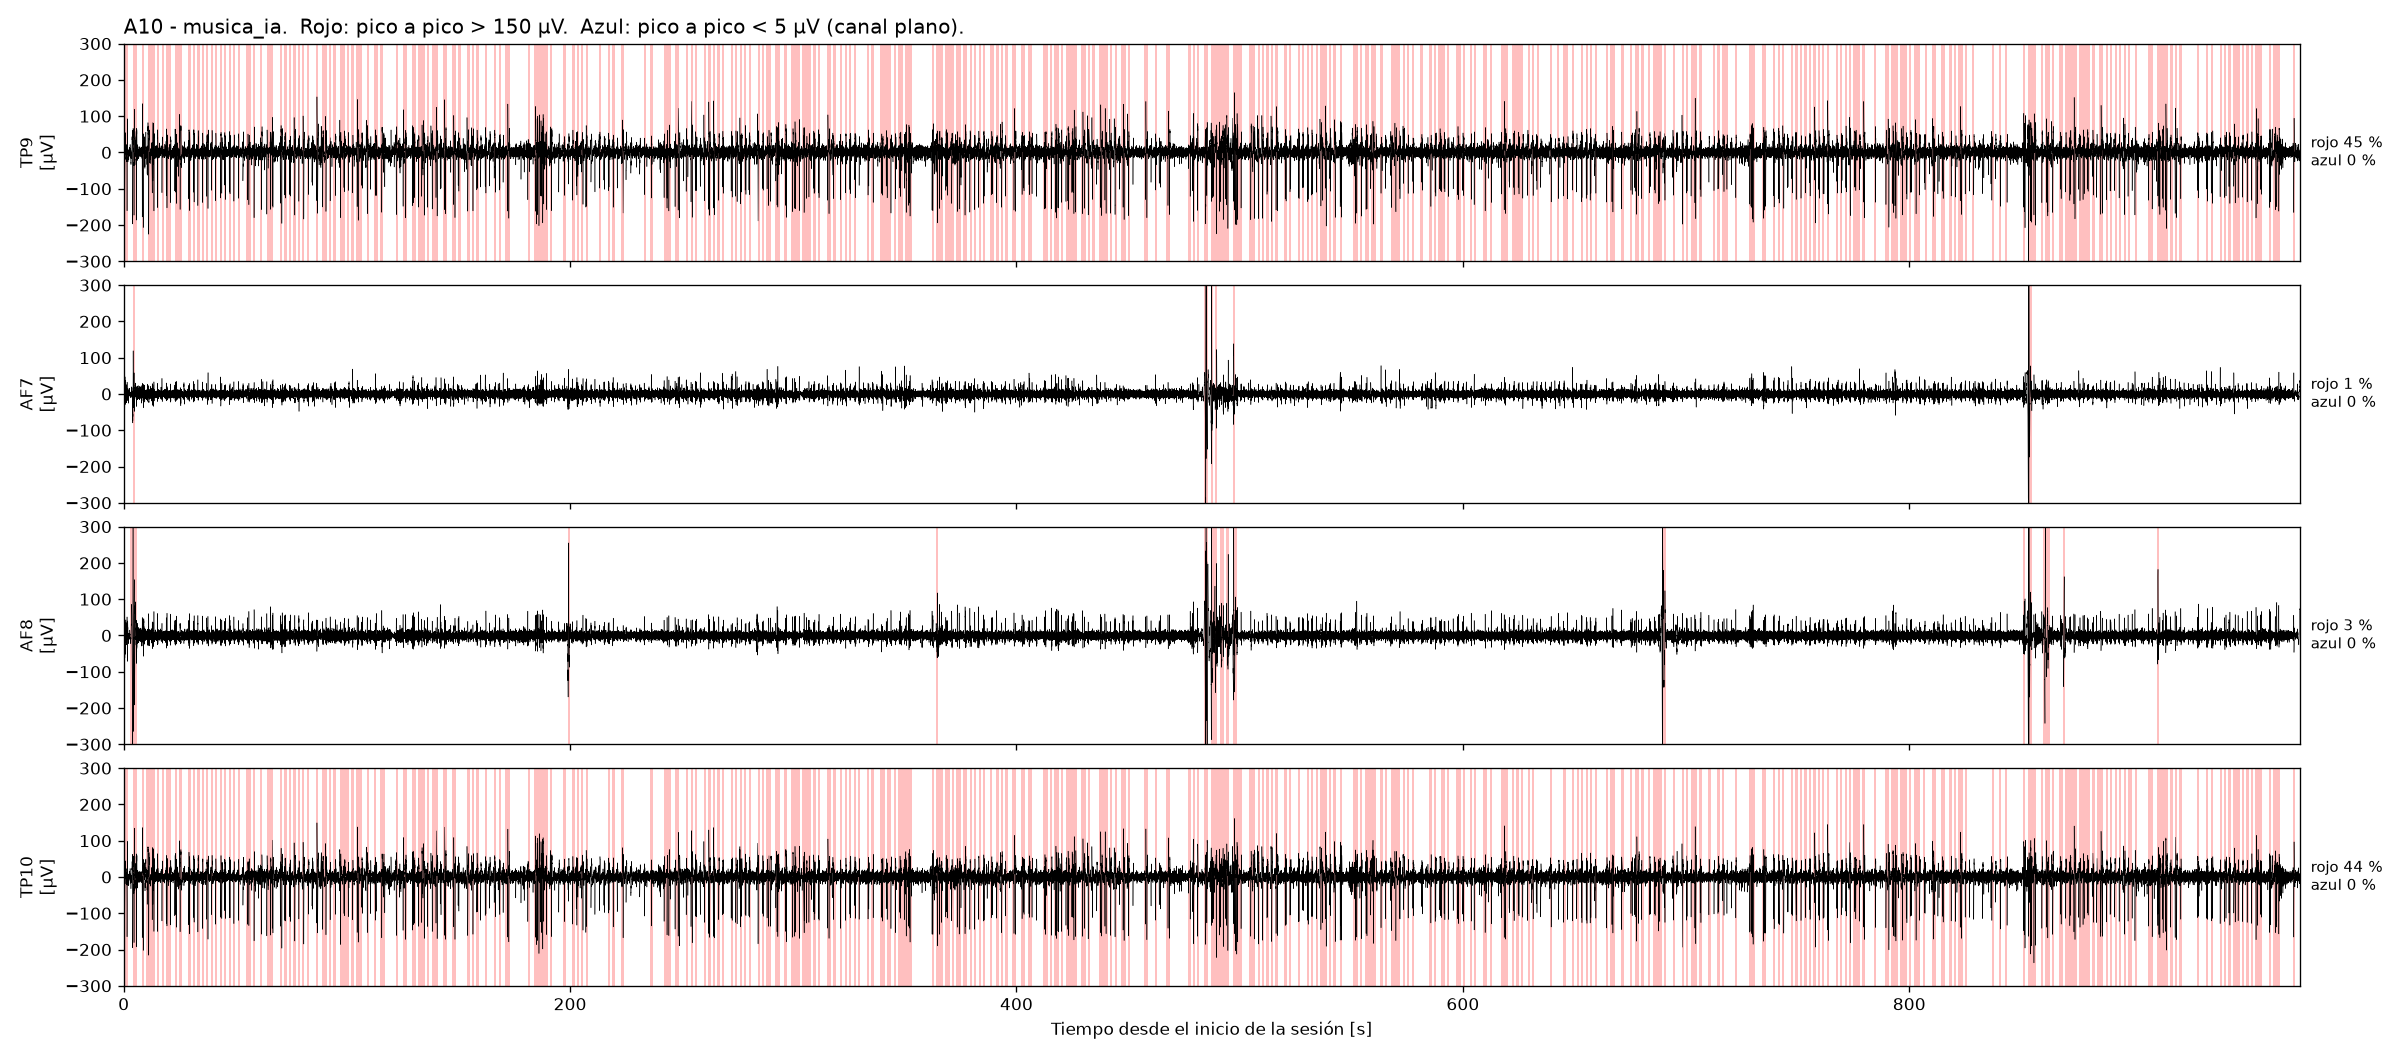 A10 - musica_ia.  Rojo: pico a pico > 150 µV.  Azul: pico a pico < 5 µV (canal plano).
300
200
100
0
−100
−200
−300
TP9
[µV]
rojo 45 %
azul 0 %
300
200
100
0
−100
−200
−300
AF7
[µV]
rojo 1 %
azul 0 %
300
200
100
0
−100
−200
−300
AF8
[µV]
rojo 3 %
azul 0 %
300
200
100
0
−100
−200
−300
TP10
[µV]
rojo 44 %
azul 0 %
0
200
400
600
800
Tiempo desde el inicio de la sesión [s]